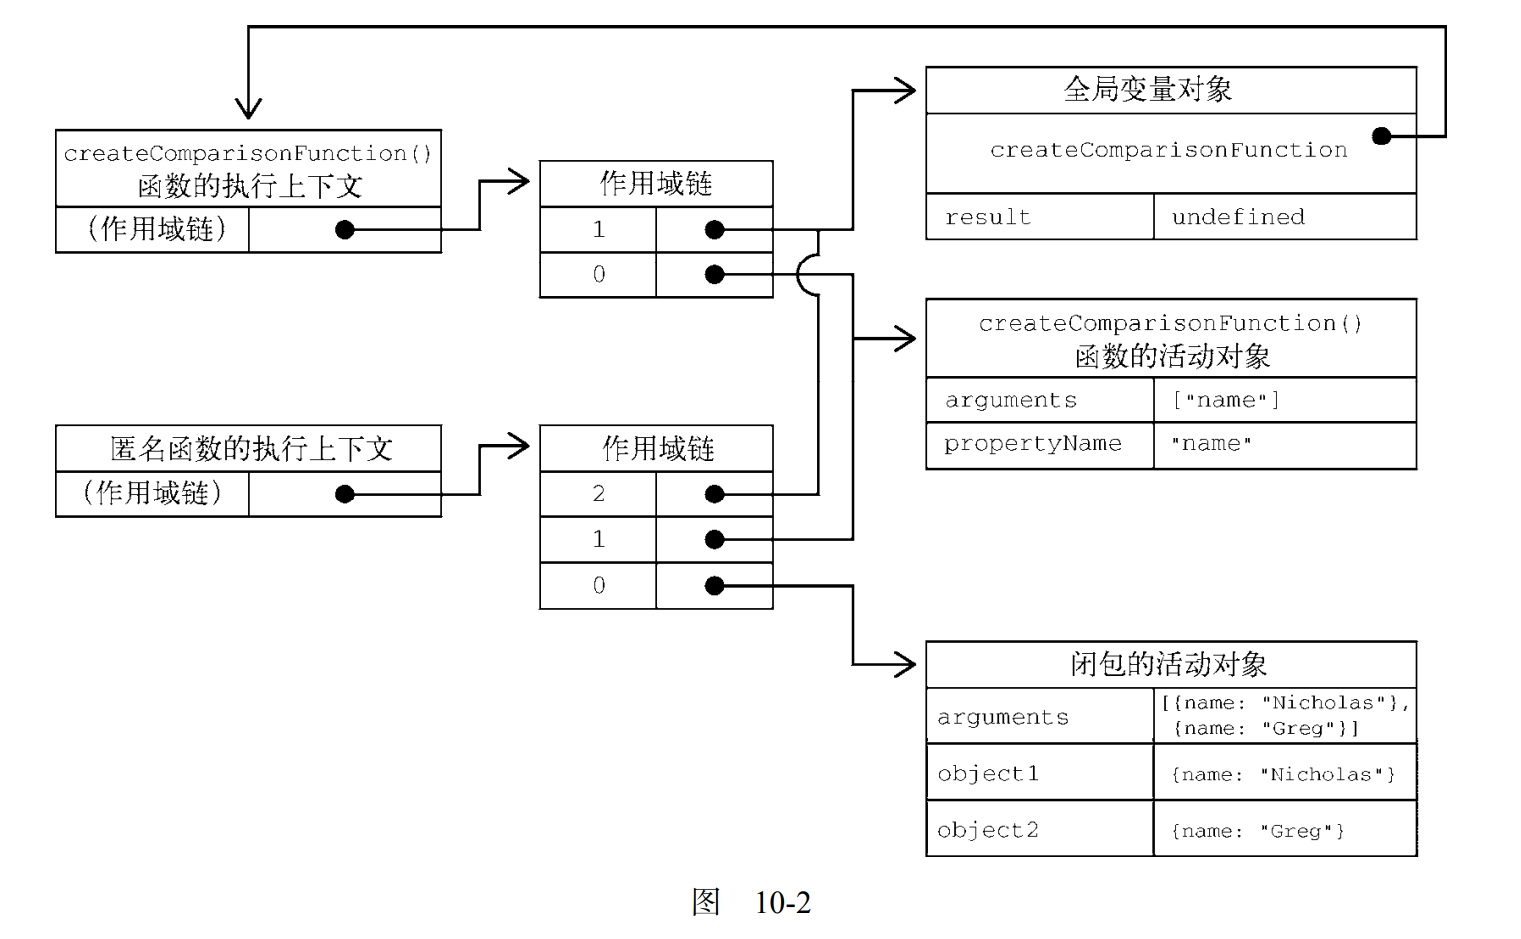 createComparisonFunction()
函数的执行上下文
(作用域链)
作用域链
1
0
全局变量对象
createComparisonFunction
result undefined
createComparisonFunction()
函数的活动对象
arguments ["name"]
propertyName "name"
匿名函数的执行上下文
(作用域链)
作用域链
2
1
0
闭包的活动对象
arguments [{name: "Nicholas"},
{name: "Greg"}]
object1 {name: "Nicholas"}
object2 {name: "Greg"}
图 10-2